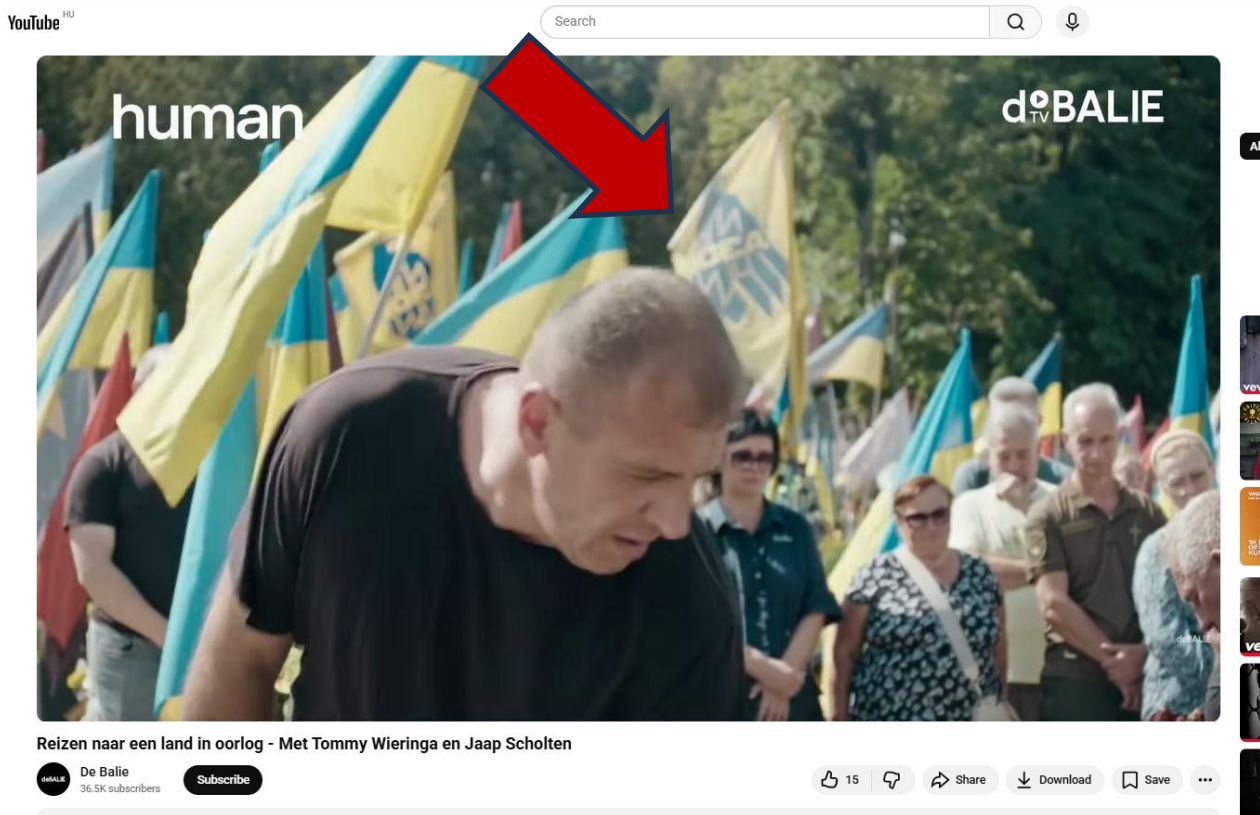 YouTube HU
Search
human
deBALIE
TV
deBALIE
Reizen naar een land in oorlog - Met Tommy Wieringa en Jaap Scholten
deBALIE
De Balie
36.5K subscribers
Subscribe
15
Share
Download
Save